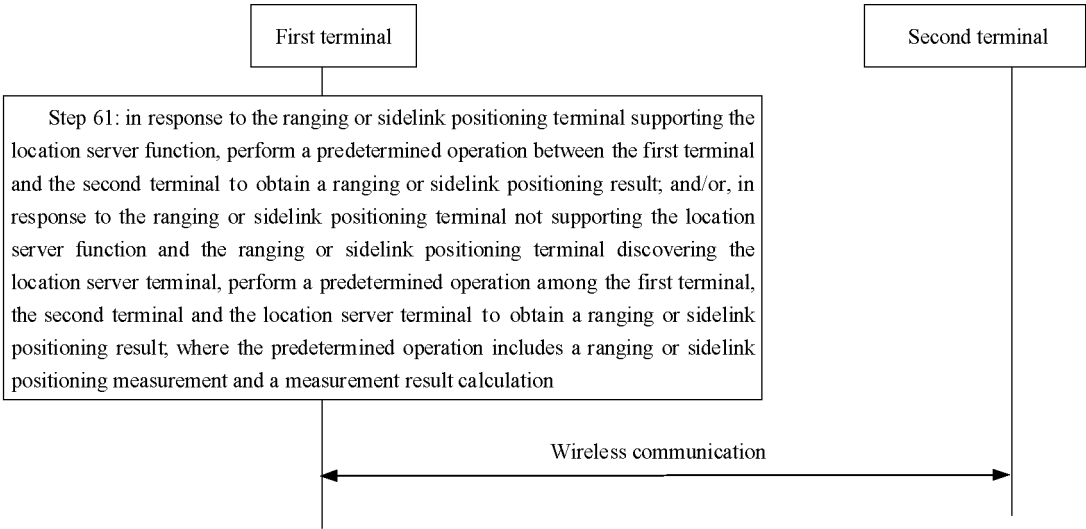 First terminal
Second terminal
Step 61: in response to the ranging or sidelink positioning terminal supporting the
location server function, perform a predetermined operation between the first terminal
and the second terminal to obtain a ranging or sidelink positioning result; and/or, in
response to the ranging or sidelink positioning terminal not supporting the location
server function and the ranging or sidelink positioning terminal discovering the
location server terminal, perform a predetermined operation among the first terminal,
the second terminal and the location server terminal to obtain a ranging or sidelink
positioning result; where the predetermined operation includes a ranging or sidelink
positioning measurement and a measurement result calculation
Wireless communication